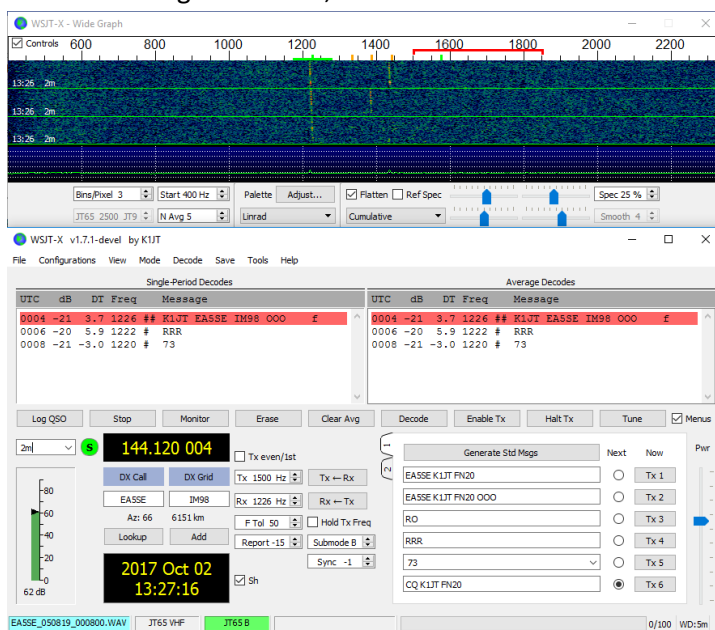 WSJT-X - Wide Graph
Controls 600 800 1000 1200 1400 1600 1800 2000 2200
13:26 2m
13:26 2m
13:26 2m
Bins/Pixel 3 Start 400 Hz Palette Adjust... Flatten Ref Spec Spec 25 %
JT65 2500 JT9 N Avg 5 Linrad Cumulative Smooth 4
WSJT-X v1.7.1-devel by K1JT
File Configurations View Mode Decode Save Tools Help
Single-Period Decodes Average Decodes
UTC dB DT Freq Message UTC dB DT Freq Message
0004 -21 3.7 1226 ## K1JT EA5SE IM98 OOO f 0004 -21 3.7 1226 ## K1JT EA5SE IM98 OOO f
0006 -20 5.9 1222 # RRR 0006 -20 5.9 1222 # RRR
0008 -21 -3.0 1220 # 73 0008 -21 -3.0 1220 # 73
Log QSO Stop Monitor Erase Clear Avg Decode Enable Tx Halt Tx Tune Menus
2m S 144.120 004 Tx even/1st 1 Generate Std Msgs Next Now Pwr
DX Call DX Grid Tx 1500 Hz Tx ← Rx 2 EA5SE K1JT FN20 Tx 1
-80 EA5SE IM98 Rx 1226 Hz Rx ← Tx EA5SE K1JT FN20 OOO Tx 2
-60 Az: 66 6151 km F Tol 50 Hold Tx Freq RO Tx 3
-40 Lookup Add Report -15 Submode B RRR Tx 4
-20 2017 Oct 02 Sync -1 73 Tx 5
-0 13:27:16 Sh CQ K1JT FN20 Tx 6
62 dB
EA5SE_050819_000800.WAV JT65 VHF JT65 B 0/100 WD:5m